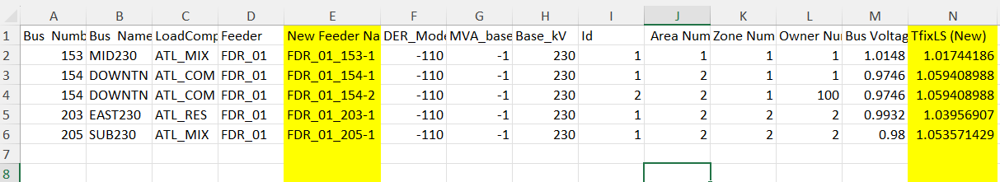 A B C D E F G H I J K L M N
1 Bus Numb Bus Name LoadComp Feeder New Feeder Na DER_Mode MVA_base Base_kV Id Area Num Zone Num Owner Nu Bus Voltag TfixLS (New)
2 153 MID230 ATL_MIX FDR_01 FDR_01_153-1 -110 -1 230 1 1 1 1 1.0148 1.01744186
3 154 DOWNTN ATL_COM FDR_01 FDR_01_154-1 -110 -1 230 1 2 1 1 0.9746 1.059408988
4 154 DOWNTN ATL_COM FDR_01 FDR_01_154-2 -110 -1 230 2 2 1 100 0.9746 1.059408988
5 203 EAST230 ATL_RES FDR_01 FDR_01_203-1 -110 -1 230 1 2 2 2 0.9932 1.03956907
6 205 SUB230 ATL_MIX FDR_01 FDR_01_205-1 -110 -1 230 1 2 2 2 0.98 1.053571429
7
8